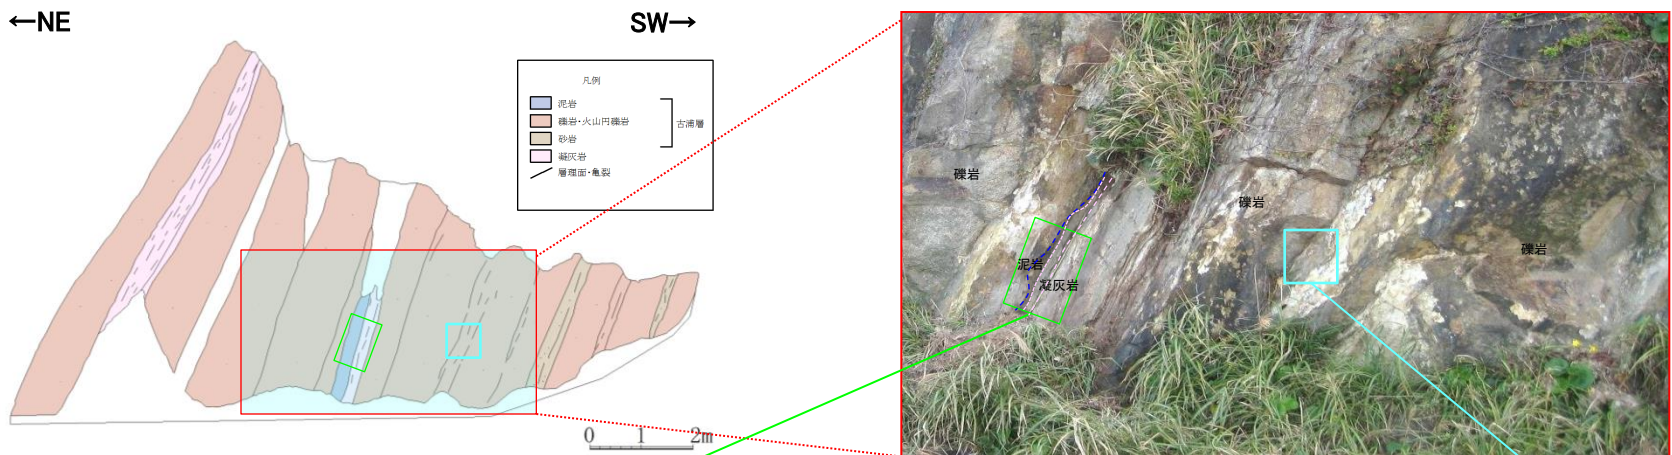 ←NE
SW→
凡例
泥岩
礫岩・火山円礫岩
砂岩
凝灰岩
層理面・亀裂
古浦層
0 1 2m
礫岩
礫岩
礫岩
泥岩
凝灰岩